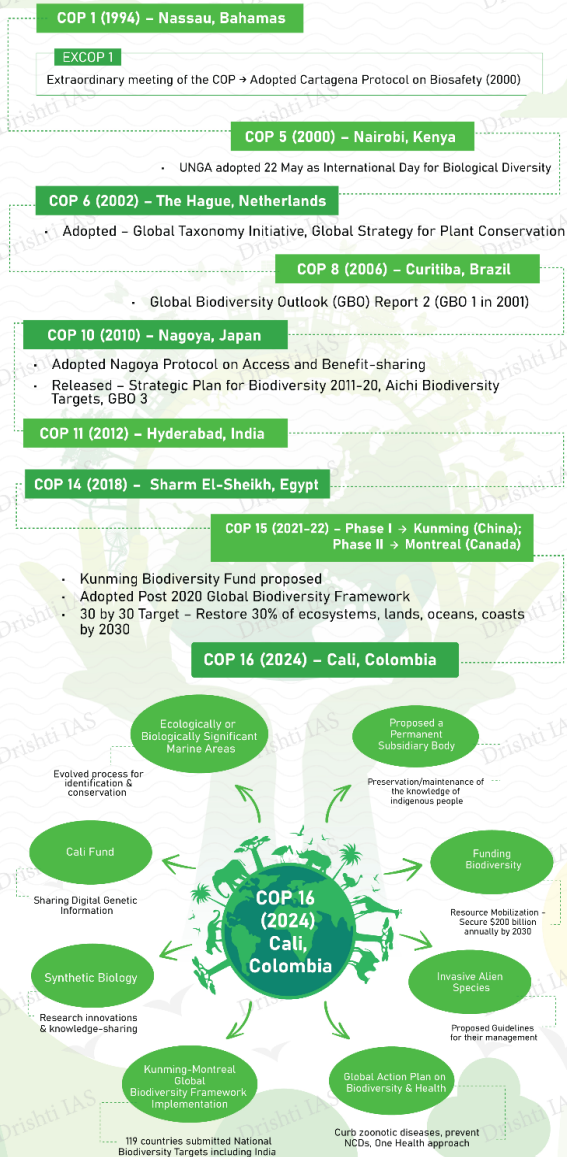 COP 1 (1994) – Nassau, Bahamas
EXCOP 1
Extraordinary meeting of the COP → Adopted Cartagena Protocol on Biosafety (2000)
COP 5 (2000) – Nairobi, Kenya
• UNGA adopted 22 May as International Day for Biological Diversity
COP 6 (2002) – The Hague, Netherlands
• Adopted – Global Taxonomy Initiative, Global Strategy for Plant Conservation
COP 8 (2006) – Curitiba, Brazil
• Global Biodiversity Outlook (GBO) Report 2 (GBO 1 in 2001)
COP 10 (2010) – Nagoya, Japan
• Adopted Nagoya Protocol on Access and Benefit-sharing
• Released – Strategic Plan for Biodiversity 2011-20, Aichi Biodiversity
Targets, GBO 3
COP 11 (2012) – Hyderabad, India
COP 14 (2018) – Sharm El-Sheikh, Egypt
COP 15 (2021-22) – Phase I → Kunming (China);
Phase II → Montreal (Canada)
• Kunming Biodiversity Fund proposed
• Adopted Post 2020 Global Biodiversity Framework
• 30 by 30 Target – Restore 30% of ecosystems, lands, oceans, coasts
by 2030
COP 16 (2024) – Cali, Colombia
Ecologically or
Biologically Significant
Marine Areas
Evolved process for
identification &
conservation
Proposed a
Permanent
Subsidiary Body
Preservation/maintenance of
the knowledge of
indigenous people
Cali Fund
Sharing Digital Genetic
Information
Funding
Biodiversity
Resource Mobilization –
Secure $200 billion
annually by 2030
COP 16
(2024)
Cali,
Colombia
Synthetic Biology
Research innovations
& knowledge-sharing
Invasive Alien
Species
Proposed Guidelines
for their management
Kunming-Montreal
Global
Biodiversity Framework
Implementation
119 countries submitted National
Biodiversity Targets including India
Global Action Plan on
Biodiversity & Health
Curb zoonotic diseases, prevent
NCDs, One Health approach
Drishti IAS